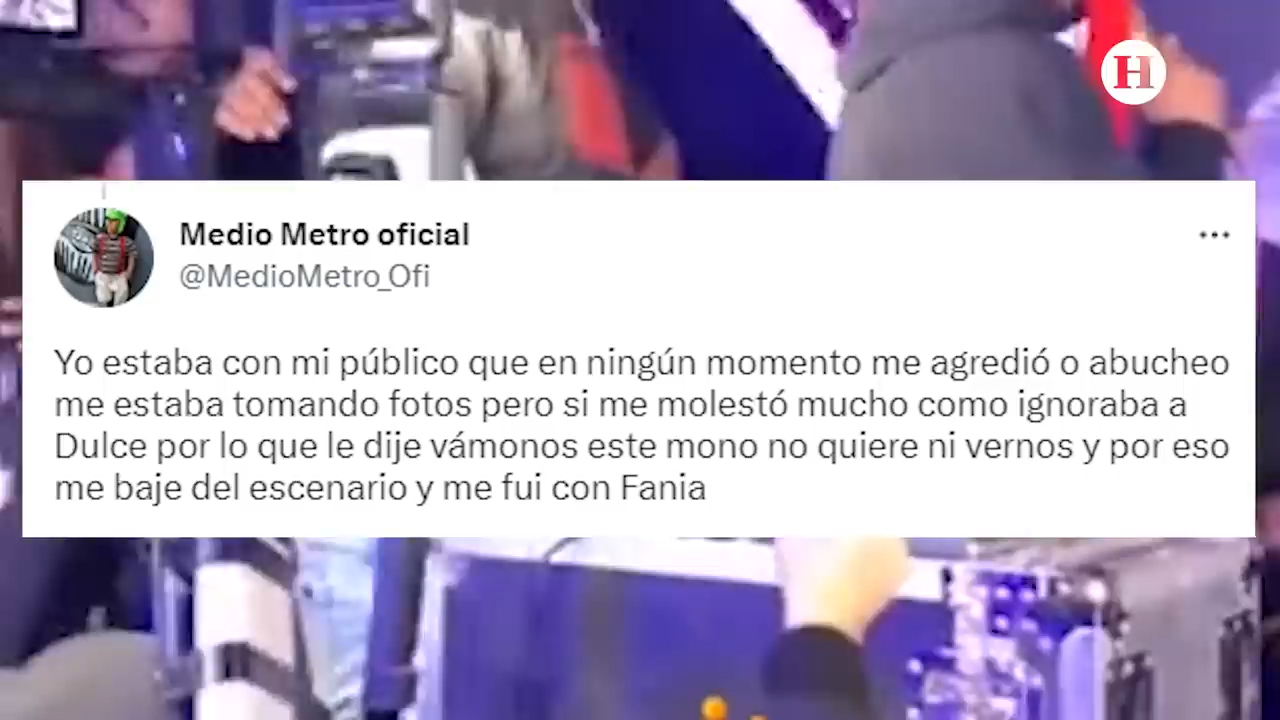 H
Medio Metro oficial
@MedioMetro_Ofi
Yo estaba con mi público que en ningún momento me agredió o abucheo
me estaba tomando fotos pero si me molestó mucho como ignoraba a
Dulce por lo que le dije vámonos este mono no quiere ni vernos y por eso
me baje del escenario y me fui con Fania